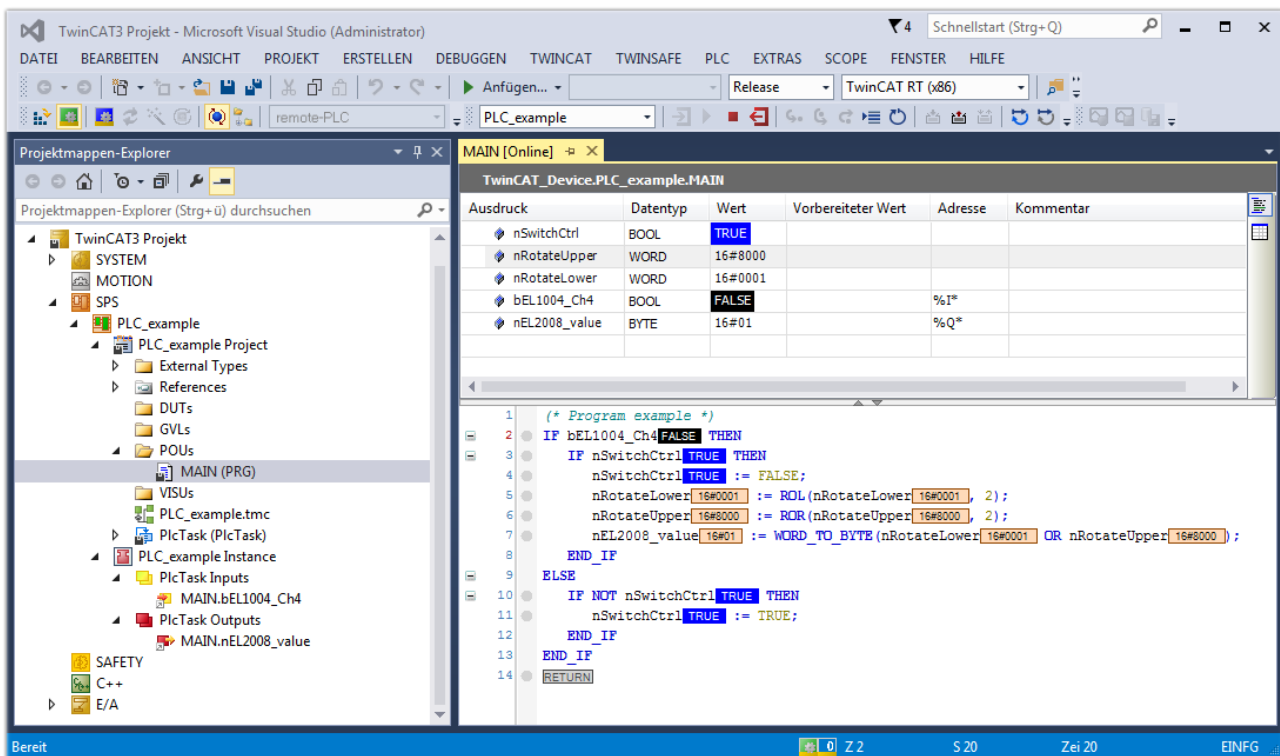 TwinCAT3 Projekt - Microsoft Visual Studio (Administrator) 4 Schnellstart (Strg+Q)
DATEI BEARBEITEN ANSICHT PROJEKT ERSTELLEN DEBUGGEN TWINCAT TWINSAFE PLC EXTRAS SCOPE FENSTER HILFE
Anfügen... Release TwinCAT RT (x86)
remote-PLC PLC_example
Projektmappen-Explorer
Projektmappen-Explorer (Strg+ü) durchsuchen
TwinCAT3 Projekt
SYSTEM
MOTION
SPS
PLC_example
PLC_example Project
External Types
References
DUTs
GVLs
POUs
MAIN (PRG)
VISUs
PLC_example.tmc
PlcTask (PlcTask)
PLC_example Instance
PlcTask Inputs
MAIN.bEL1004_Ch4
PlcTask Outputs
MAIN.nEL2008_value
SAFETY
C++
E/A
MAIN [Online]
TwinCAT_Device.PLC_example.MAIN
Ausdruck Datentyp Wert Vorbereiteter Wert Adresse Kommentar
nSwitchCtrl BOOL TRUE
nRotateUpper WORD 16#8000
nRotateLower WORD 16#0001
bEL1004_Ch4 BOOL FALSE %I*
nEL2008_value BYTE 16#01 %Q*
1 (* Program example *)
2 IF bEL1004_Ch4 FALSE THEN
3 IF nSwitchCtrl TRUE THEN
4 nSwitchCtrl TRUE := FALSE;
5 nRotateLower 16#0001 := ROL(nRotateLower 16#0001 , 2);
6 nRotateUpper 16#8000 := ROR(nRotateUpper 16#8000 , 2);
7 nEL2008_value 16#01 := WORD_TO_BYTE(nRotateLower 16#0001 OR nRotateUpper 16#8000 );
8 END_IF
9 ELSE
10 IF NOT nSwitchCtrl TRUE THEN
11 nSwitchCtrl TRUE := TRUE;
12 END_IF
13 END_IF
14 RETURN
Bereit 0 Z 2 S 20 Zei 20 EINFG